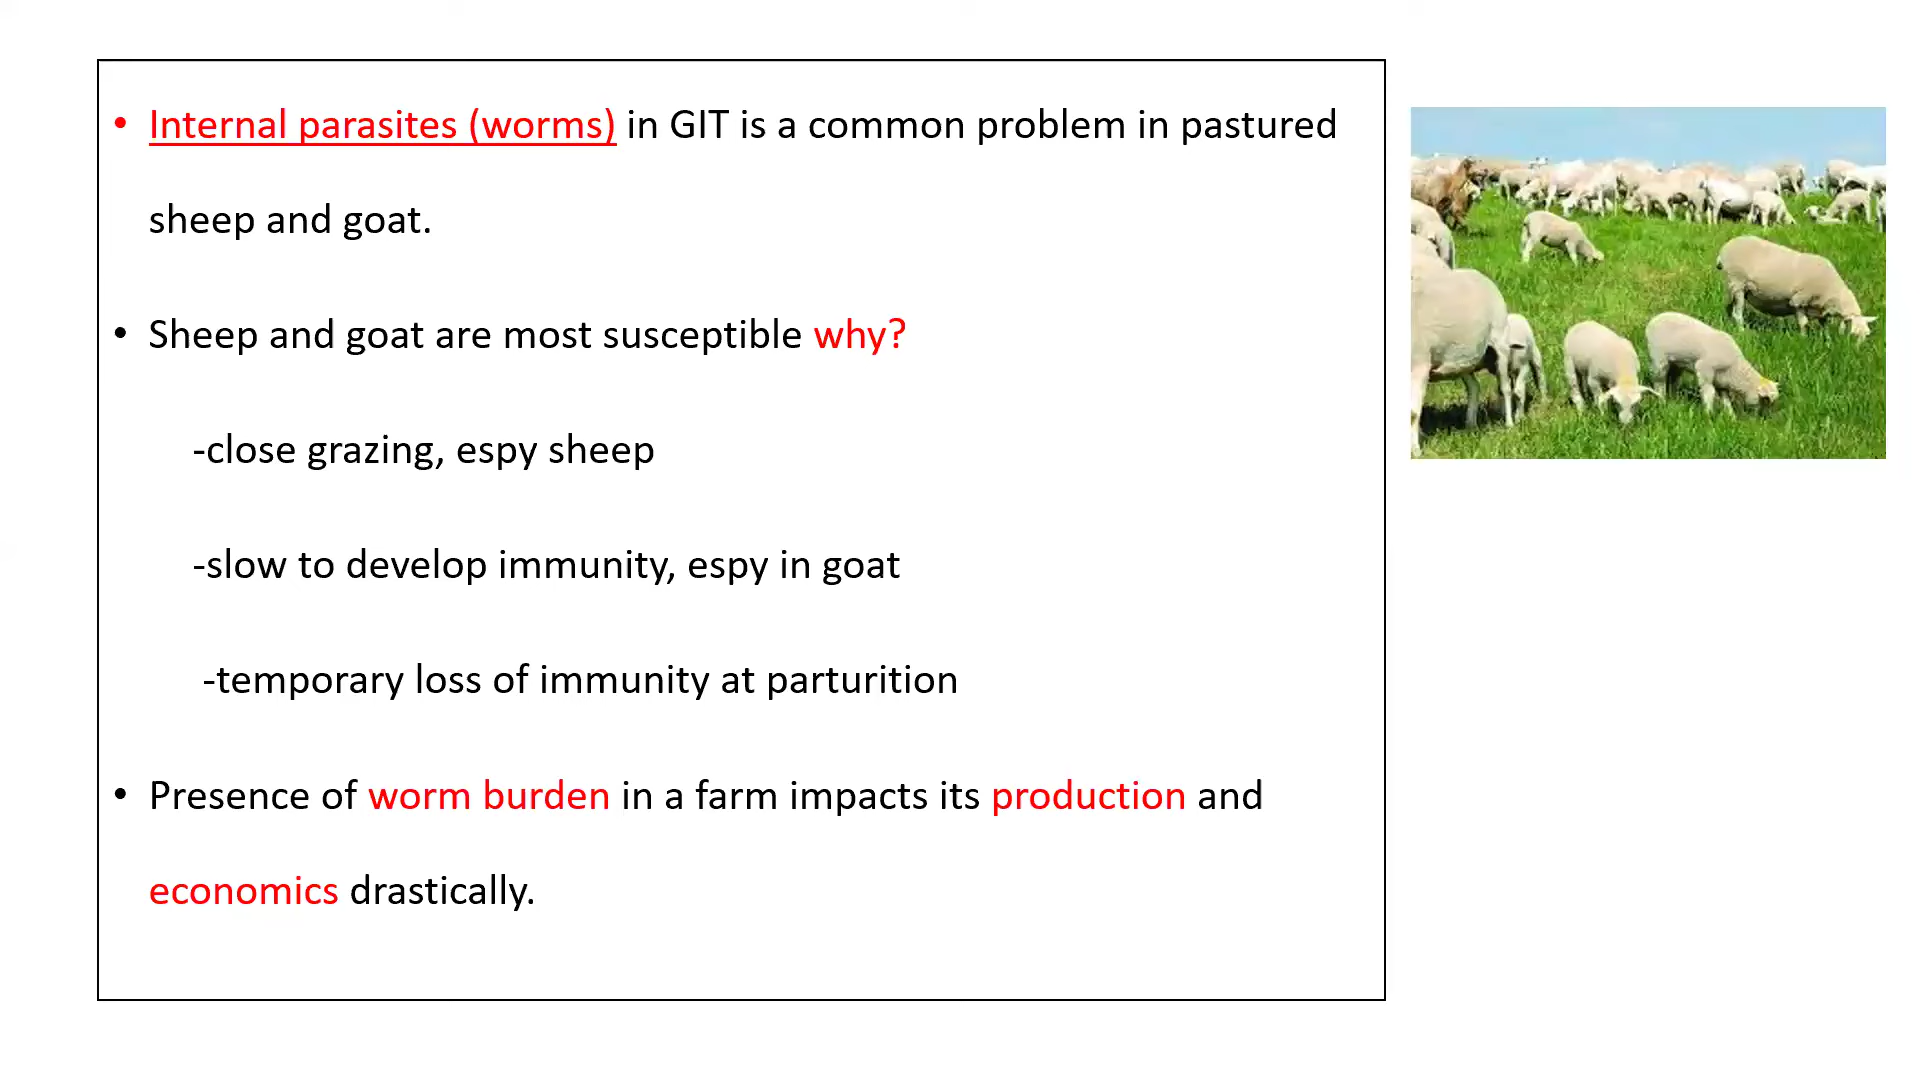 • Internal parasites (worms) in GIT is a common problem in pastured
sheep and goat.
• Sheep and goat are most susceptible why?
-close grazing, espy sheep
-slow to develop immunity, espy in goat
-temporary loss of immunity at parturition
• Presence of worm burden in a farm impacts its production and
economics drastically.